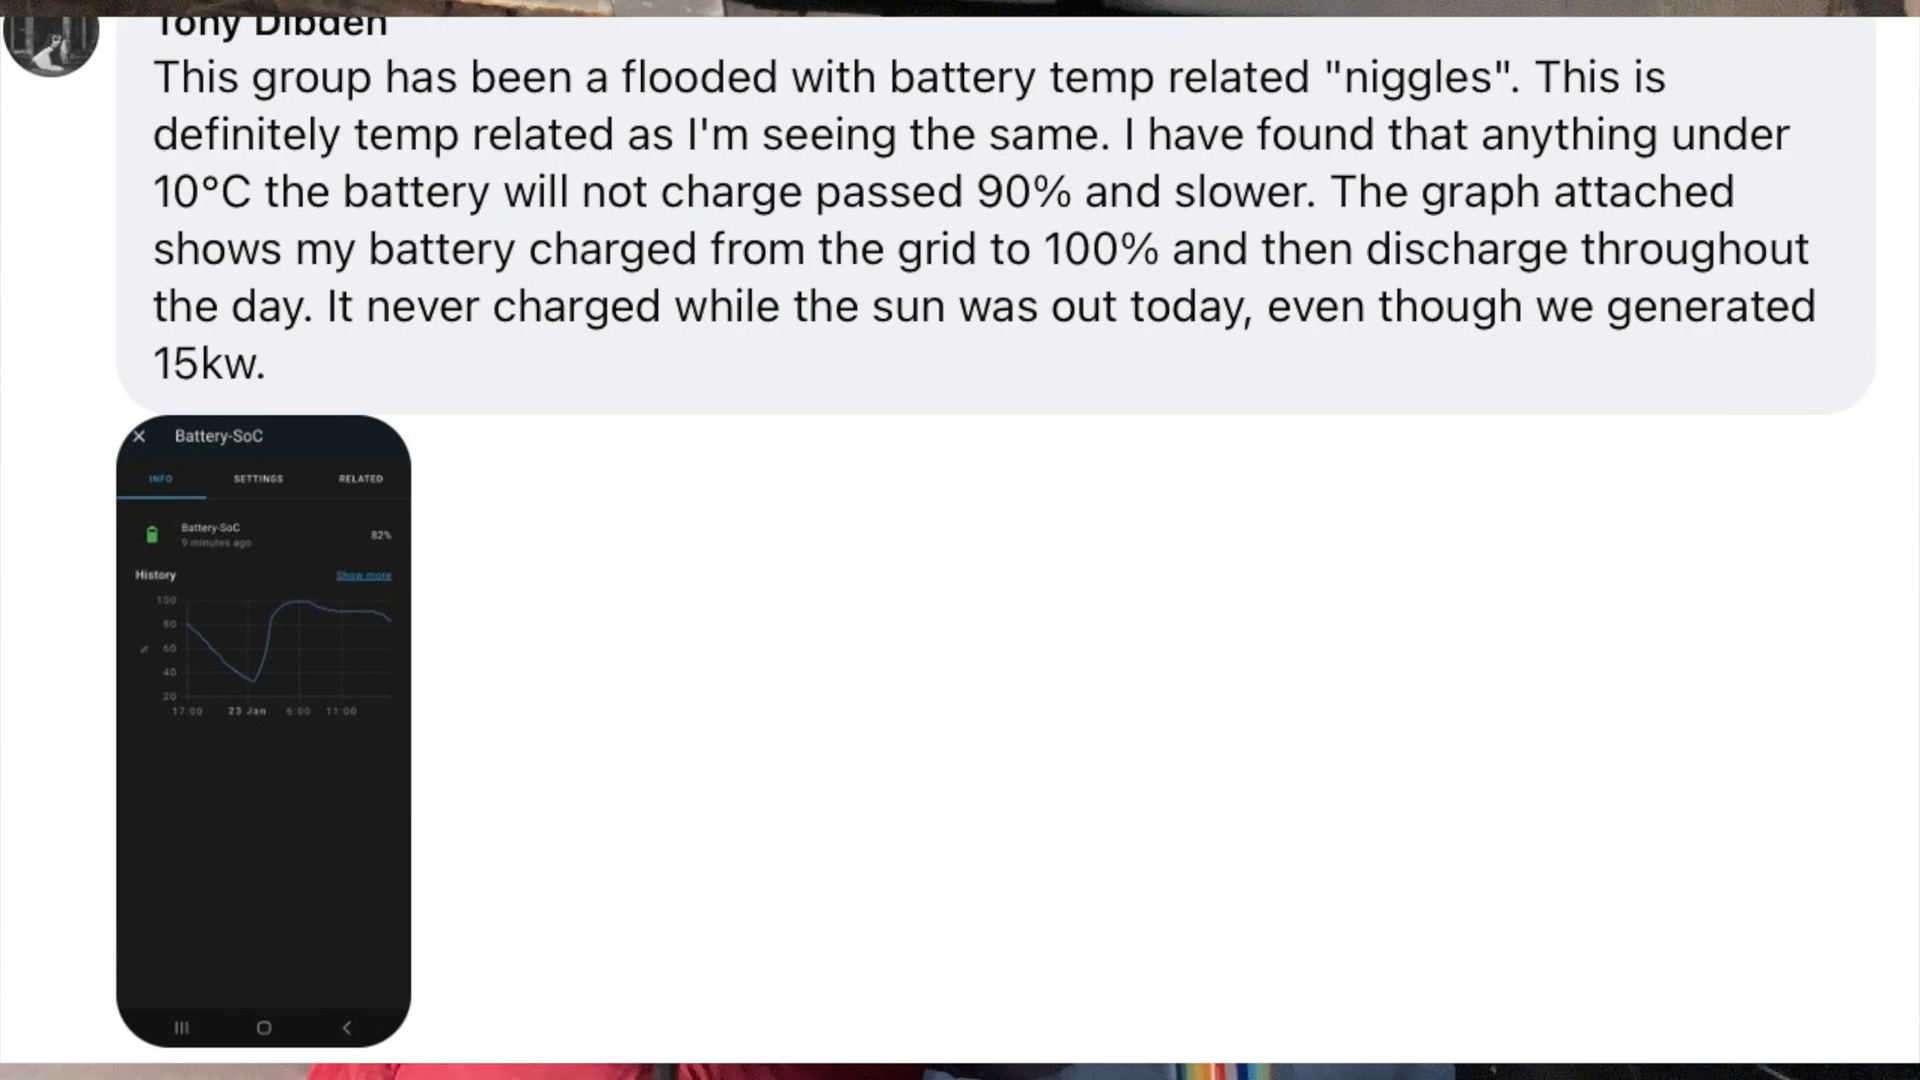 Tony Dibden
This group has been a flooded with battery temp related "niggles". This is
definitely temp related as I'm seeing the same. I have found that anything under
10°C the battery will not charge passed 90% and slower. The graph attached
shows my battery charged from the grid to 100% and then discharge throughout
the day. It never charged while the sun was out today, even though we generated
15kw.
Battery-SoC
INFO SETTINGS RELATED
Battery-SoC
82%
9 minutes ago
History Show more
100
80
% 60
40
20
17:00 23 Jan 6:00 11:00